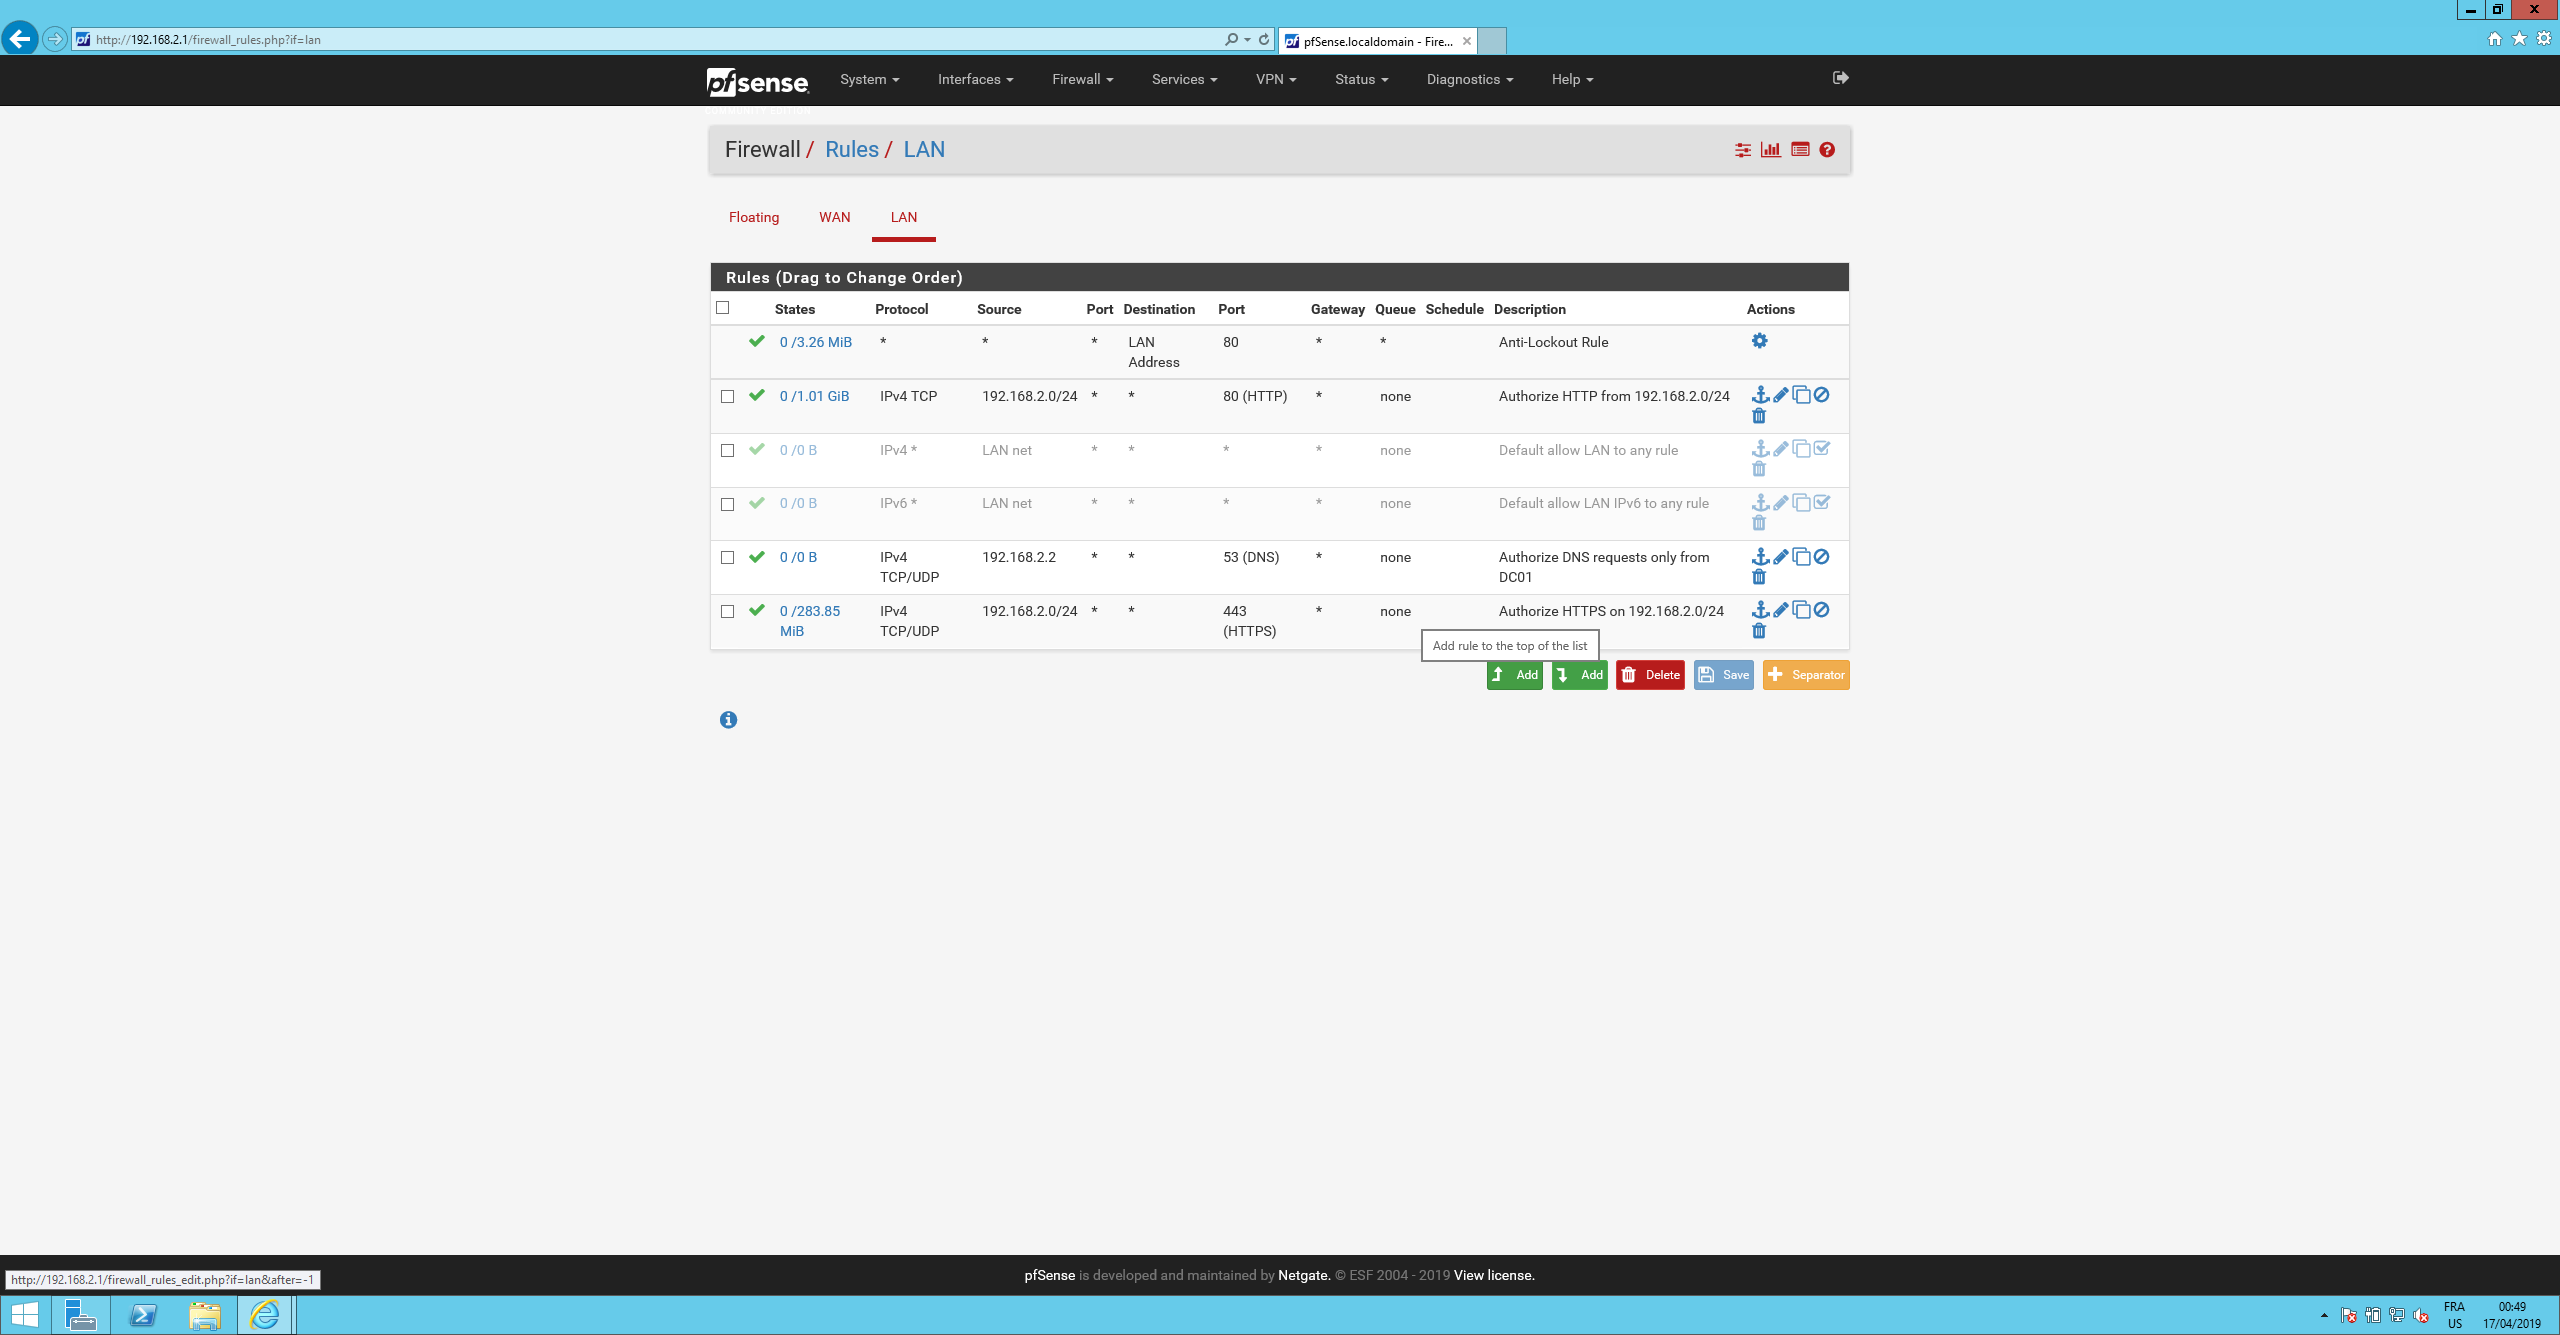 http://192.168.2.1/firewall_rules.php?if=lan
pfSense.localdomain - Fire...
pfsense
System
Interfaces
Firewall
Services
VPN
Status
Diagnostics
Help
Firewall / Rules / LAN
Floating
WAN
LAN
Rules (Drag to Change Order)
States Protocol Source Port Destination Port Gateway Queue Schedule Description Actions
0 /3.26 MiB * * * LAN Address 80 * * Anti-Lockout Rule
0 /1.01 GiB IPv4 TCP 192.168.2.0/24 * * 80 (HTTP) * none Authorize HTTP from 192.168.2.0/24
0 /0 B IPv4 * LAN net * * * * none Default allow LAN to any rule
0 /0 B IPv6 * LAN net * * * * none Default allow LAN IPv6 to any rule
0 /0 B IPv4 TCP/UDP 192.168.2.2 * * 53 (DNS) * none Authorize DNS requests only from DC01
0 /283.85 MiB IPv4 TCP/UDP 192.168.2.0/24 * * 443 (HTTPS) * none Authorize HTTPS on 192.168.2.0/24
Add rule to the top of the list
Add
Add
Delete
Save
Separator
pfSense is developed and maintained by Netgate. © ESF 2004 - 2019 View license.
http://192.168.2.1/firewall_rules_edit.php?if=lan&after=-1
FRA
US
00:49
17/04/2019